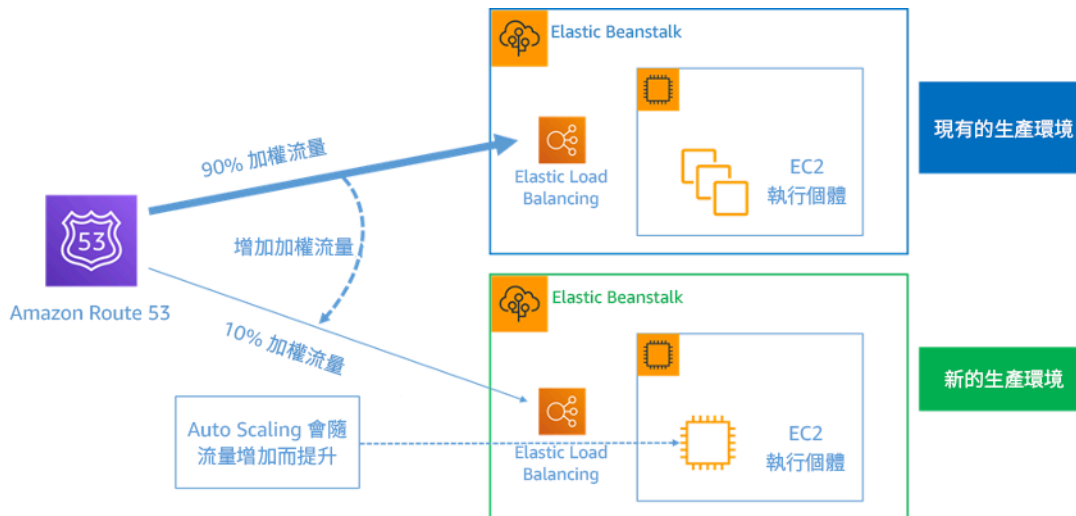 Elastic Beanstalk
90% 加權流量
Elastic Load
Balancing
EC2
執行個體
現有的生產環境
53
Amazon Route 53
增加加權流量
10% 加權流量
Elastic Beanstalk
Auto Scaling 會隨
流量增加而提升
Elastic Load
Balancing
EC2
執行個體
新的生產環境